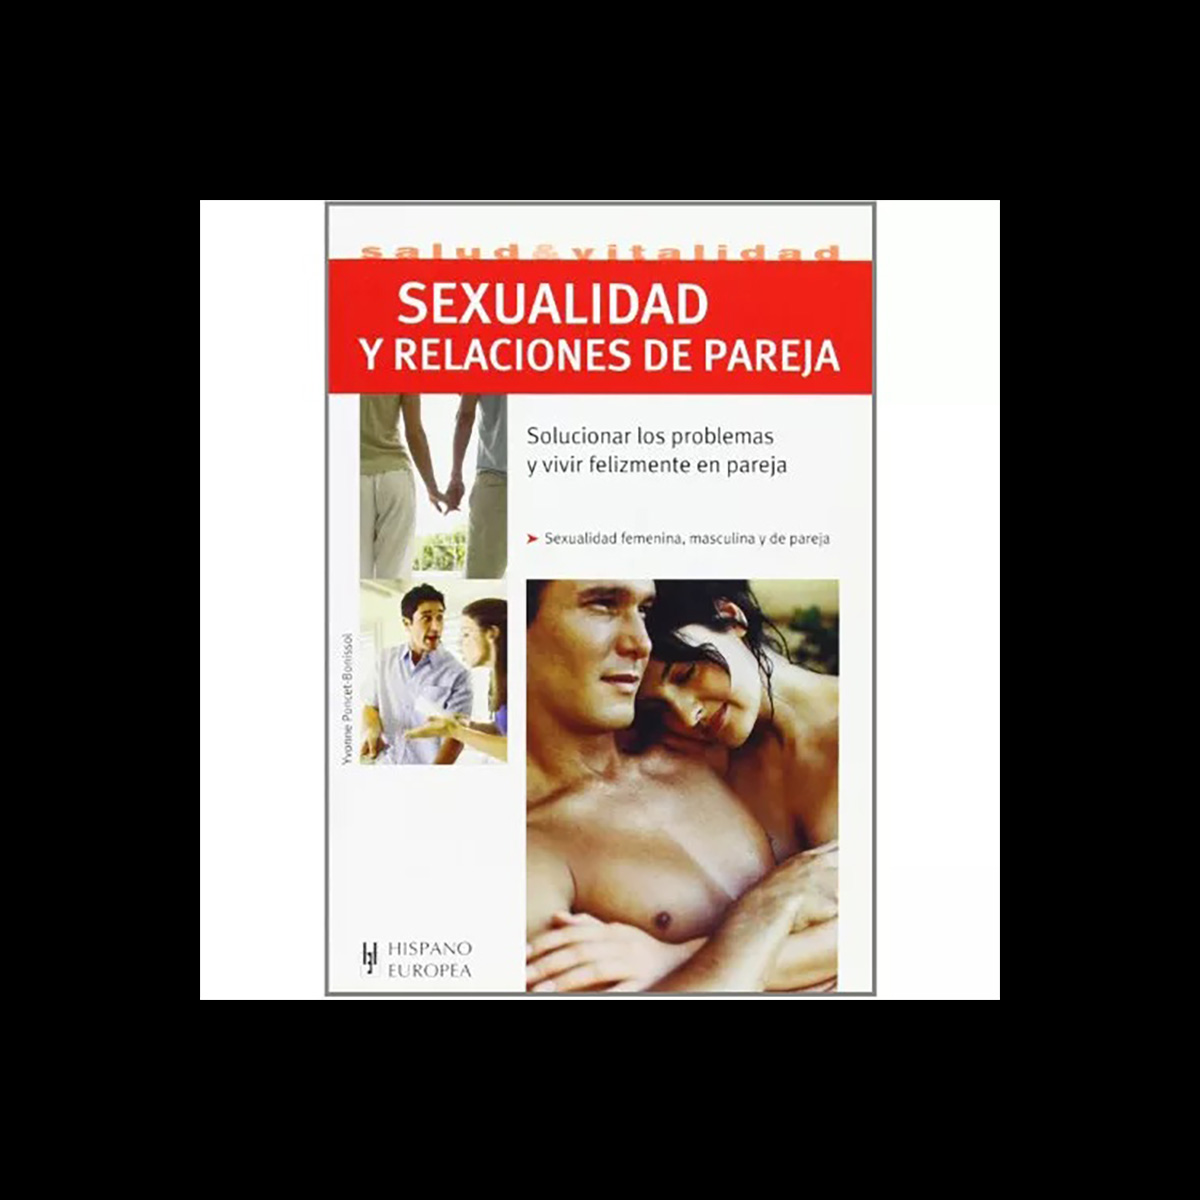 salud&vitalidad
SEXUALIDAD
Y RELACIONES DE PAREJA
Solucionar los problemas
y vivir felizmente en pareja
➤ Sexualidad femenina, masculina y de pareja
Yvonne Poncet-Bonissol
HISPANO
EUROPEA